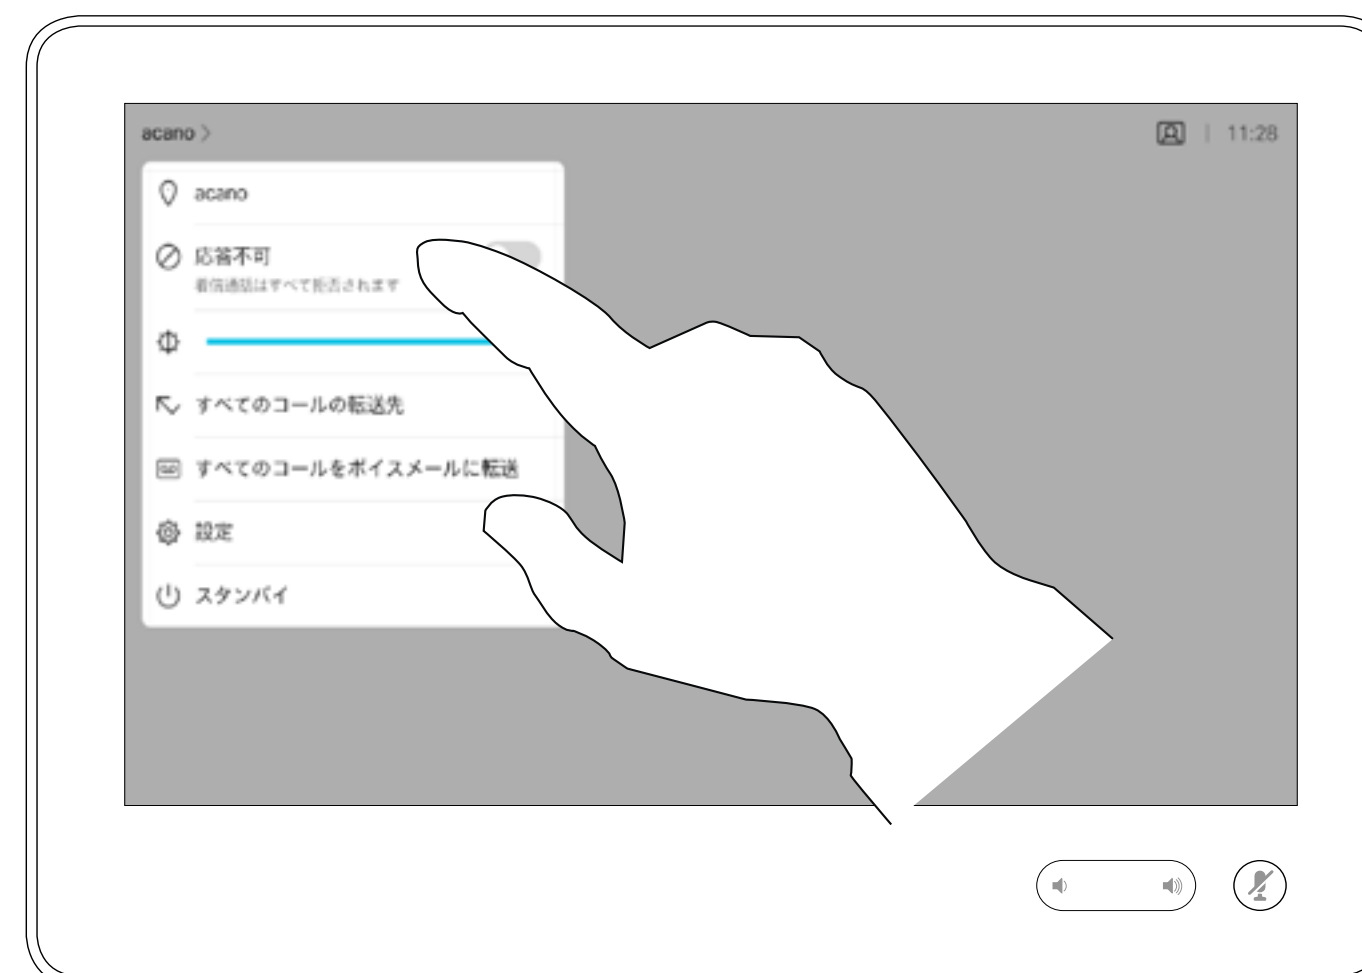 acano >
11:28
acano
応答不可
着信通話はすべて拒否されます
すべてのコールの転送先
すべてのコールをボイスメールに転送
設定
スタンバイ